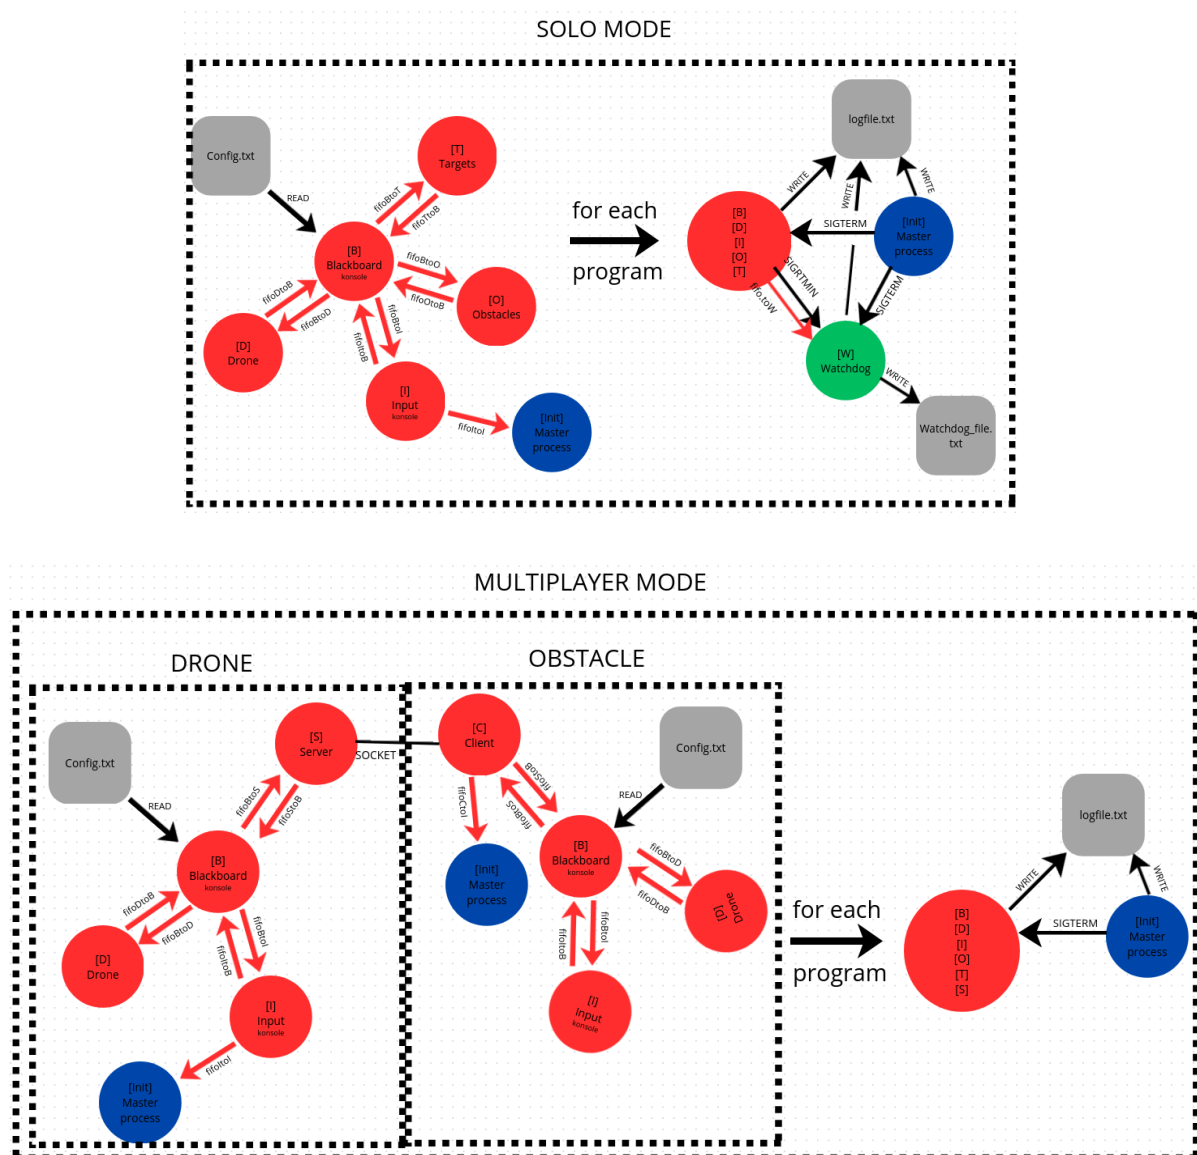 SOLO MODE
Config.txt
READ
[T]
Targets
fifoBtoT
fifoTtoB
[B]
Blackboard
konsole
fifoBtoO
fifoOtoB
[O]
Obstacles
fifoDtoB
fifoBtoD
[D]
Drone
fifoBtoI
fifoItoB
[I]
Input
konsole
fifoItoI
[Init]
Master
process
for each
program
logfile.txt
WRITE
WRITE
WRITE
[B]
[D]
[I]
[O]
[T]
SIGTERM
[Init]
Master
process
SIGRTMIN
fifo.toW
SIGTERM
[W]
Watchdog
WRITE
Watchdog_file.
txt
MULTIPLAYER MODE
DRONE
Config.txt
READ
[S]
Server
SOCKET
fifoBtoS
fifoStoB
[B]
Blackboard
konsole
fifoDtoB
fifoBtoD
[D]
Drone
fifoBtoI
fifoItoB
[I]
Input
konsole
fifoItoI
[Init]
Master
process
OBSTACLE
[C]
Client
fifoStoB
fifoBtoS
fifoCtoI
[Init]
Master
process
Config.txt
READ
[B]
Blackboard
konsole
fifoBtoD
fifoDtoB
[D]
Drone
fifoBtoI
fifoItoB
[I]
Input
konsole
for each
program
logfile.txt
WRITE
WRITE
[B]
[D]
[I]
[O]
[T]
[S]
SIGTERM
[Init]
Master
process